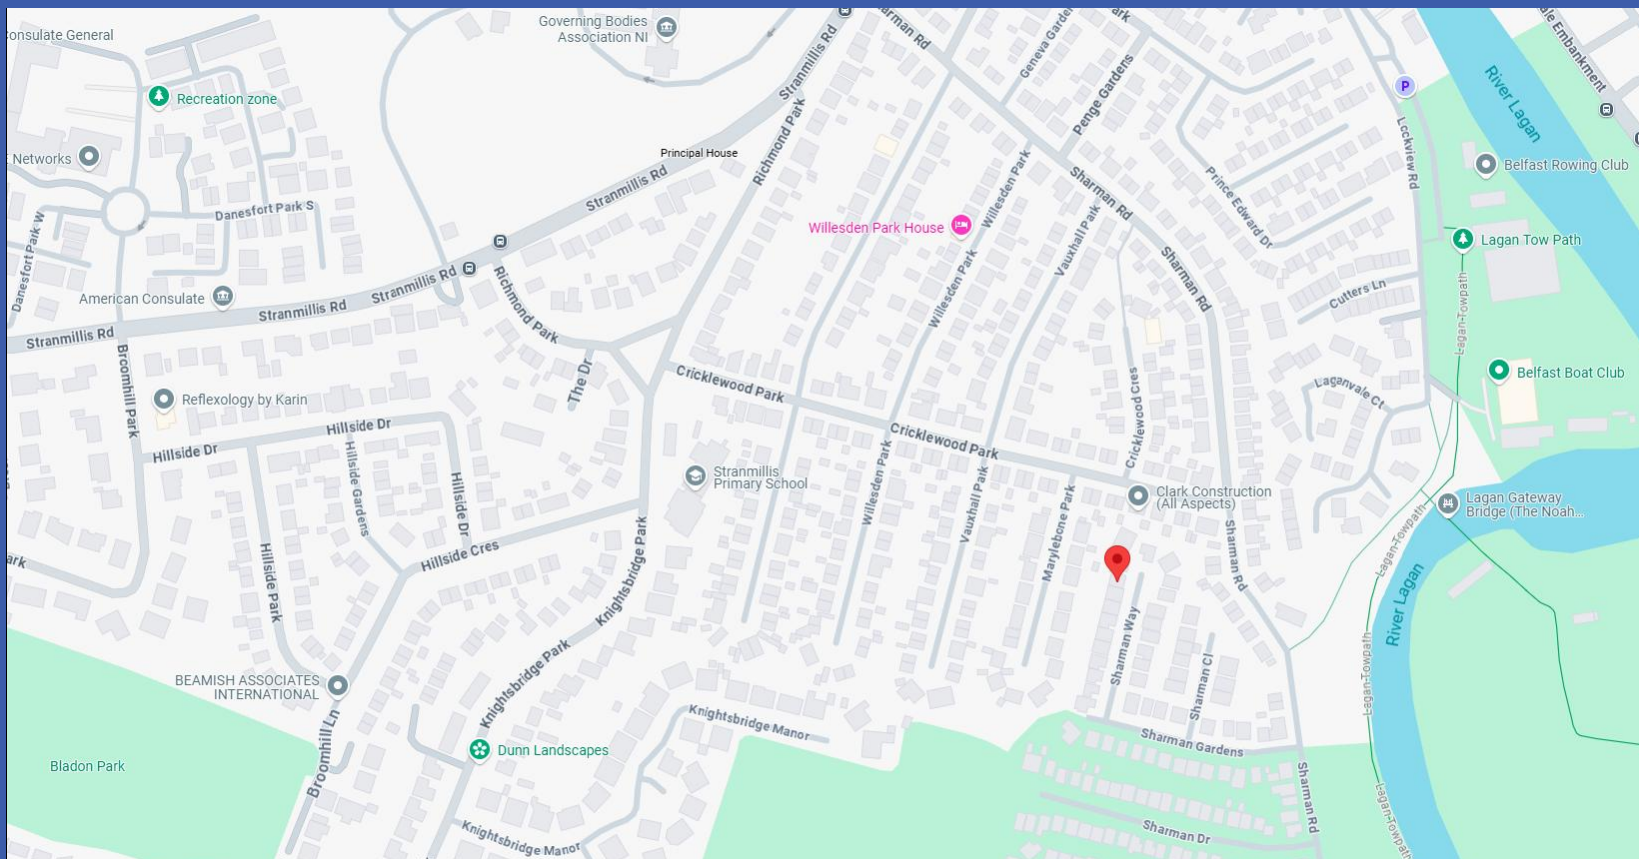 Consulate General
Governing Bodies
Association NI
Sharman Rd
Geneva Gardens
Park
Embankment
River Lagan
Recreation zone
Stranmillis Rd
Richmond Park
Penge Gardens
P
Lockview Rd
Networks
Principal House
Belfast Rowing Club
Stranmillis Rd
Willesden Park
Sharman Rd
Prince Edward Dr
Danesfort Park S
Danesfort Park W
Willesden Park House
Vauxhall Park
Lagan Tow Path
American Consulate
Stranmillis Rd
Stranmillis Rd
Stranmillis Rd
Richmond Park
Willesden Park
Sharman Rd
Cutters Ln
Lagan Towpath
Broomhill Park
The Dr
Cricklewood Park
Cricklewood Cres
Laganvale Ct
Belfast Boat Club
Reflexology by Karin
Hillside Dr
Hillside Dr
Hillside Gardens
Hillside Dr
Cricklewood Park
Stranmillis
Primary School
Willesden Park
Vauxhall Park
Marylebone Park
Clark Construction
(All Aspects)
Lagan Gateway
Bridge (The Noah...
Hillside Cres
Knightsbridge Park
Sharman Rd
Lagan Towpath
River Lagan
Hillside Park
ark
Sharman Way
Sharman Cl
Lagan Towpath
BEAMISH ASSOCIATES
INTERNATIONAL
Knightsbridge Park
Knightsbridge Manor
Sharman Gardens
Broomhill Ln
Dunn Landscapes
Bladon Park
Sharman Rd
Lagan Towpath
Sharman Dr
Knightsbridge Manor